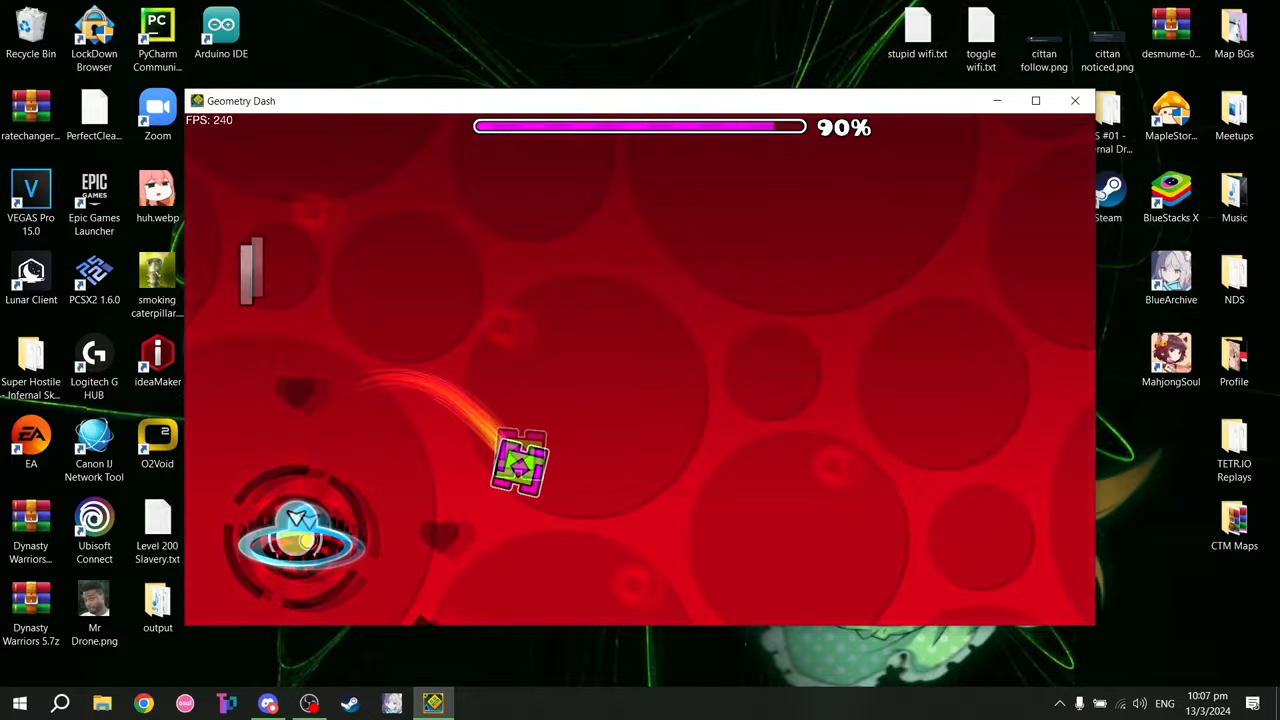 Recycle Bin
LockDown
Browser
PyCharm
Communi...
Arduino IDE
stupid wifi.txt
toggle
wifi.txt
cittan
follow.png
cittan
noticed.png
desmume-0...
Map BGs
Geometry Dash
FPS: 240
90%
ratechanger...
PerfectClea...
Zoom
S #01 -
ernal Dr...
MapleStor...
Meetups
VEGAS Pro
15.0
Epic Games
Launcher
huh.webp
Steam
BlueStacks X
Music
Lunar Client
PCSX2 1.6.0
smoking
caterpillar....
BlueArchive
NDS
Super Hostile
Infernal Sk...
Logitech G
HUB
ideaMaker
MahjongSoul
Profile
EA
Canon IJ
Network Tool
O2Void
TETR.IO
Replays
Dynasty
Warriors...
Ubisoft
Connect
Level 200
Slavery.txt
CTM Maps
Dynasty
Warriors 5.7z
Mr
Drone.png
output
ENG
10:07 pm
13/3/2024